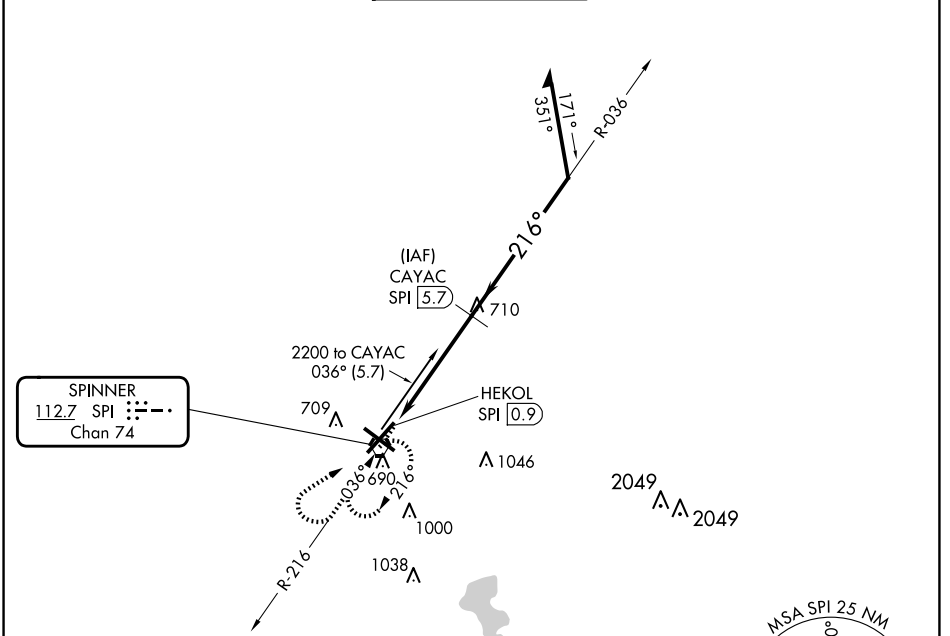 171°
351°
R-036
216°
(IAF)
CAYAC
SPI 5.7
710
2200 to CAYAC
036° (5.7)
SPINNER
112.7 SPI
Chan 74
HEKOL
SPI 0.9
709
1046
690
036°
216°
2049
2049
1000
1038
R-216
MSA SPI 25 NM